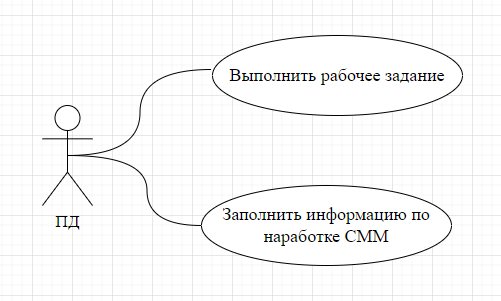 Выполнить рабочее задание
ПД
Заполнить информацию по
наработке СММ